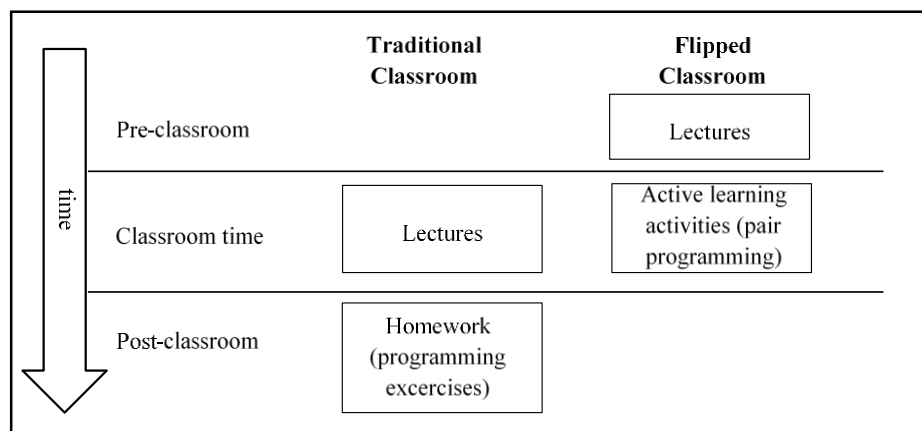 Traditional
Classroom
Flipped
Classroom
time
Pre-classroom
Lectures
Classroom time
Lectures
Active learning
activities (pair
programming)
Post-classroom
Homework
(programming
excercises)